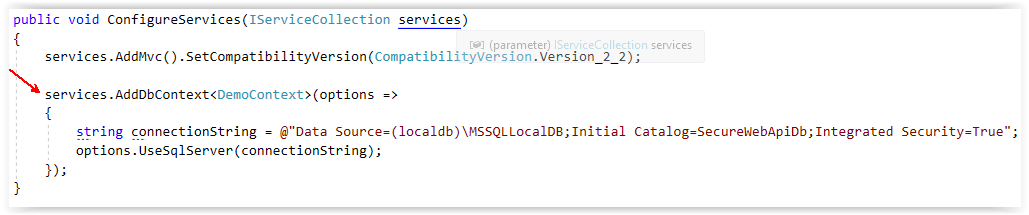 public void ConfigureServices(IServiceCollection services)
{
(parameter) IServiceCollection services
services.AddMvc().SetCompatibilityVersion(CompatibilityVersion.Version_2_2);
services.AddDbContext<DemoContext>(options =>
{
string connectionString = @"Data Source=(localdb)\MSSQLLocalDB;Initial Catalog=SecureWebApiDb;Integrated Security=True";
options.UseSqlServer(connectionString);
});
}